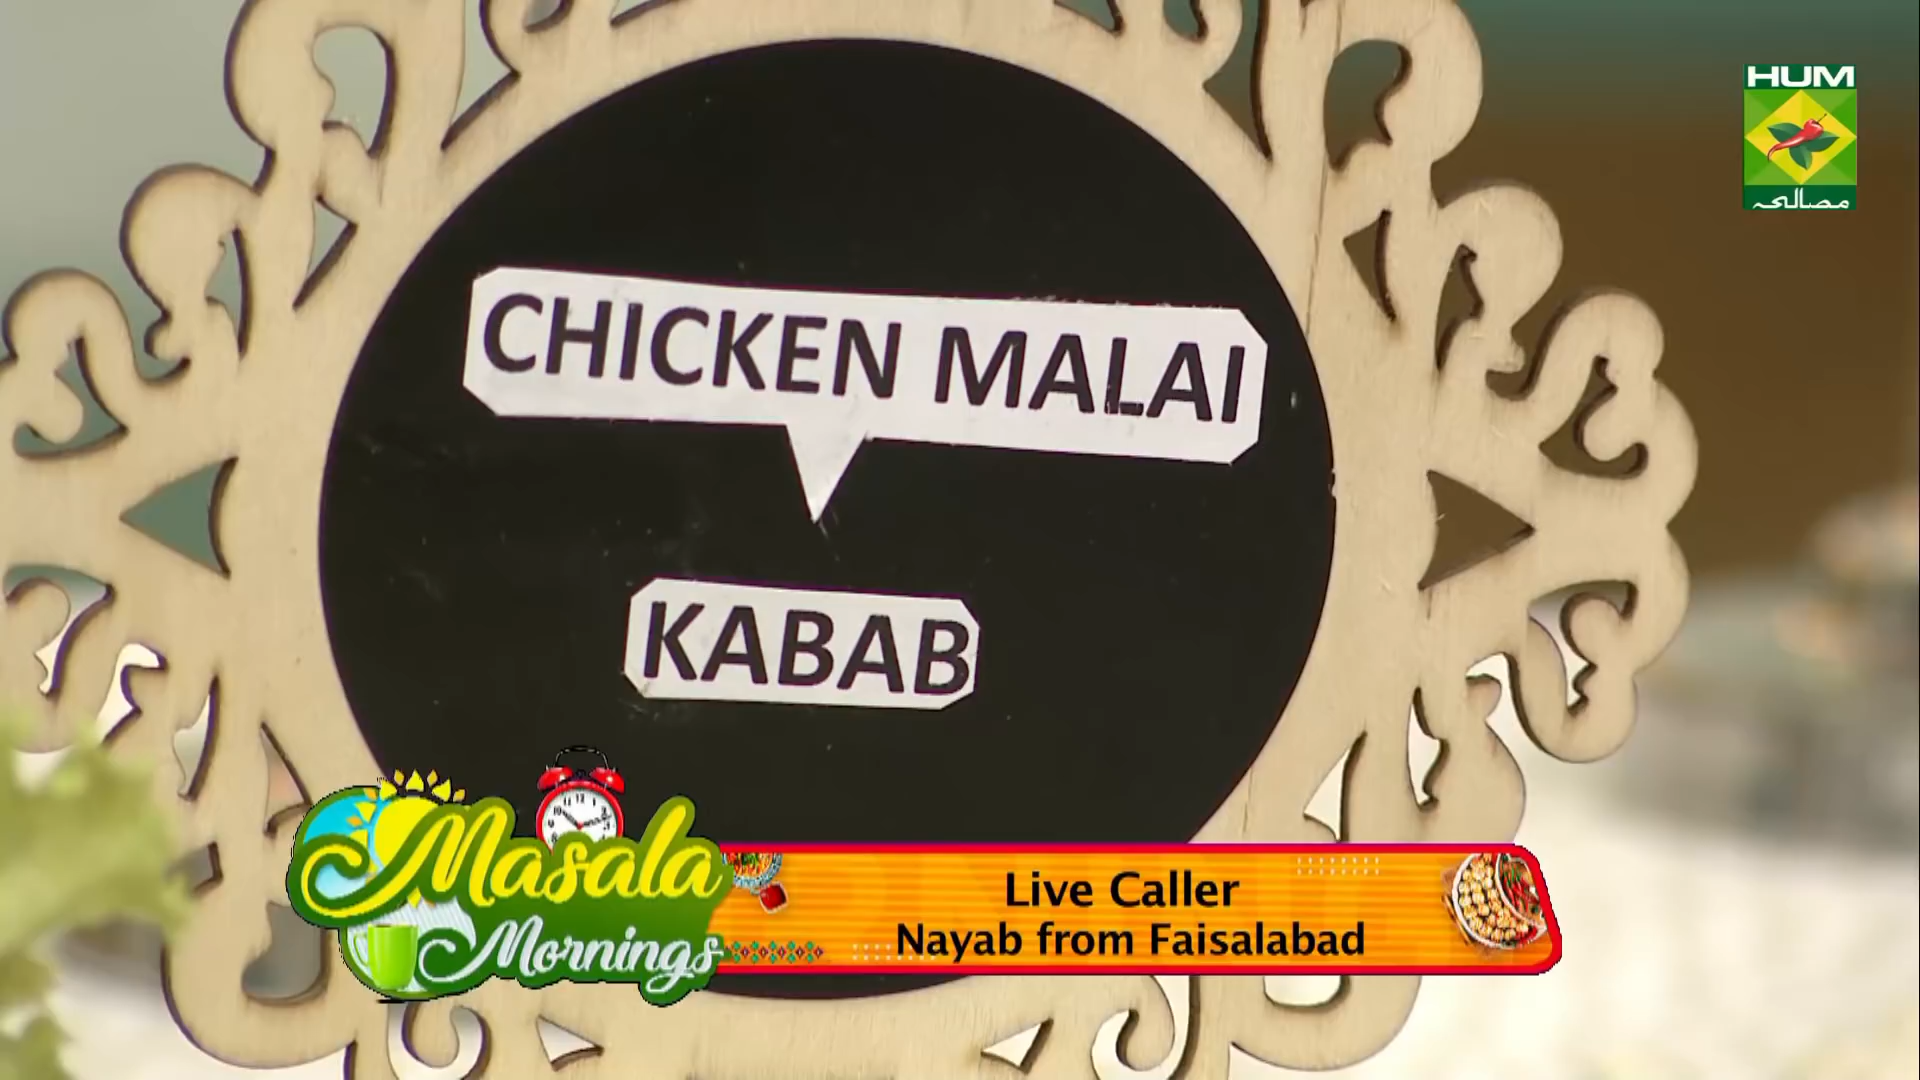 HUM
مصالحہ
CHICKEN MALAI
KABAB
Masala
Mornings
Live Caller
Nayab from Faisalabad